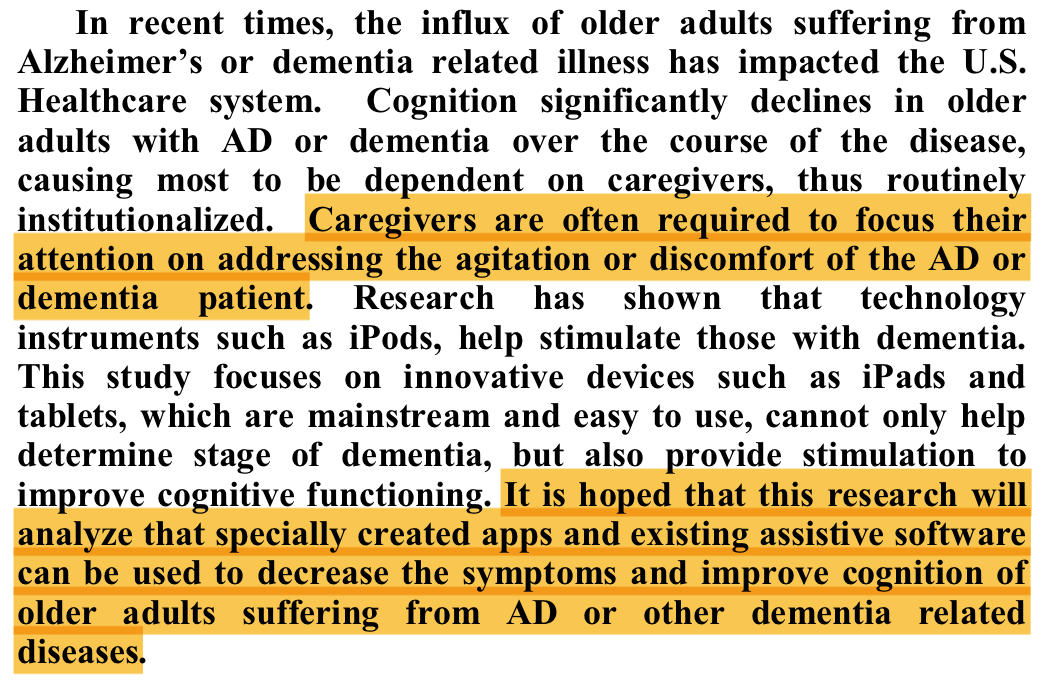 In recent times, the influx of older adults suffering from
Alzheimer’s or dementia related illness has impacted the U.S.
Healthcare system. Cognition significantly declines in older
adults with AD or dementia over the course of the disease,
causing most to be dependent on caregivers, thus routinely
institutionalized. Caregivers are often required to focus their
attention on addressing the agitation or discomfort of the AD or
dementia patient. Research has shown that technology
instruments such as iPods, help stimulate those with dementia.
This study focuses on innovative devices such as iPads and
tablets, which are mainstream and easy to use, cannot only help
determine stage of dementia, but also provide stimulation to
improve cognitive functioning. It is hoped that this research will
analyze that specially created apps and existing assistive software
can be used to decrease the symptoms and improve cognition of
older adults suffering from AD or other dementia related
diseases.